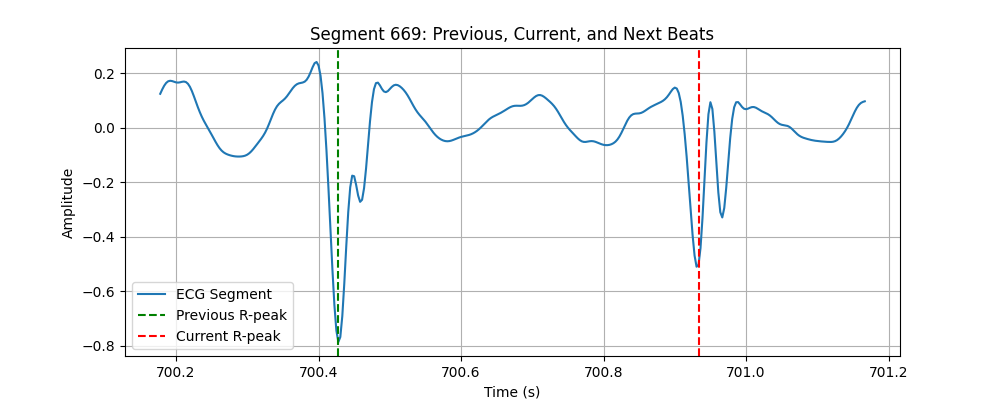 Segment 669: Previous, Current, and Next Beats
Amplitude
0.2
0.0
−0.2
−0.4
−0.6
−0.8
ECG Segment
Previous R-peak
Current R-peak
700.2
700.4
700.6
700.8
701.0
701.2
Time (s)